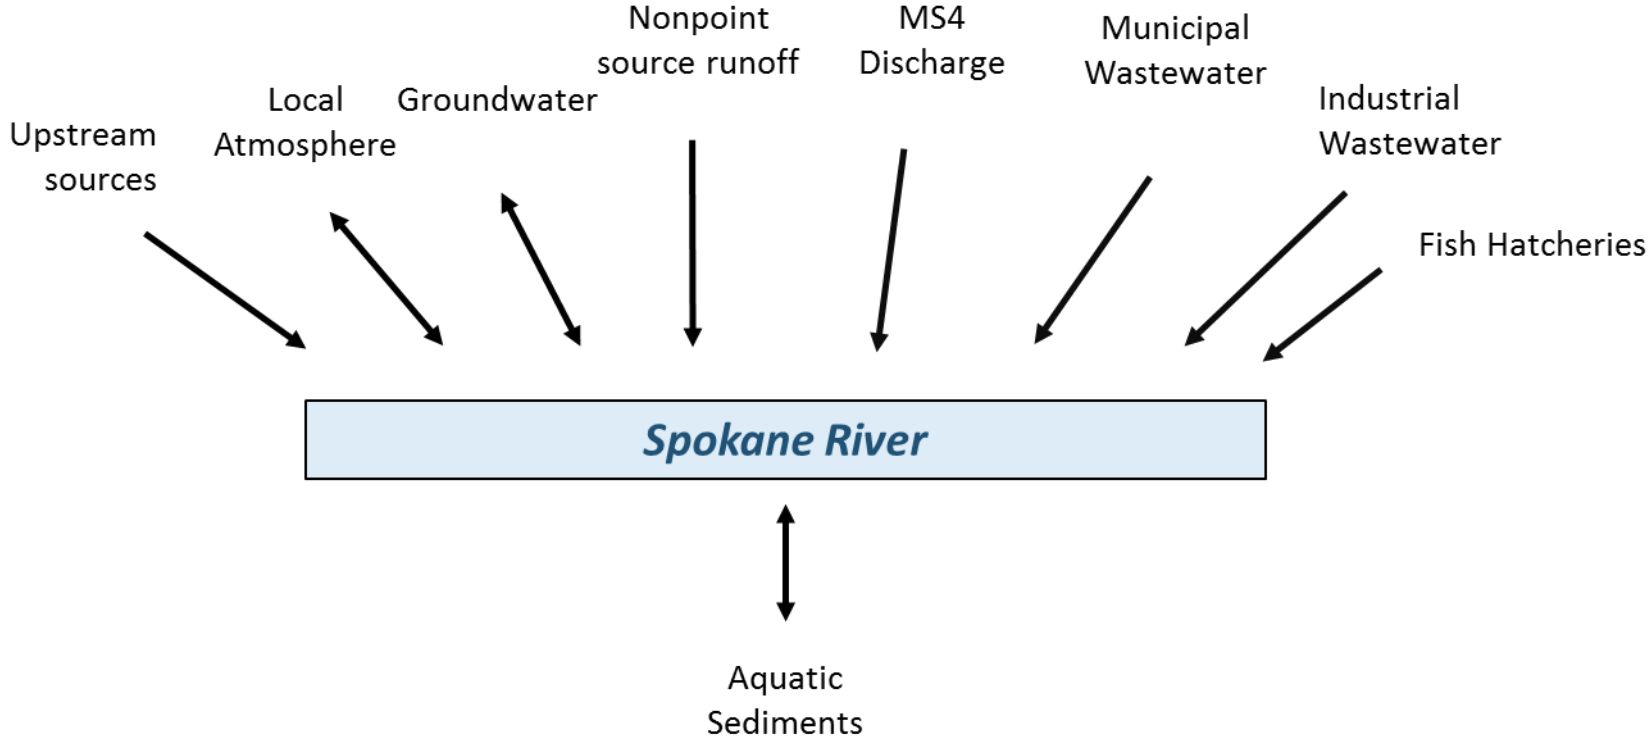 Upstream
sources
Local
Atmosphere
Groundwater
Nonpoint
source runoff
MS4
Discharge
Municipal
Wastewater
Industrial
Wastewater
Fish Hatcheries
Spokane River
Aquatic
Sediments